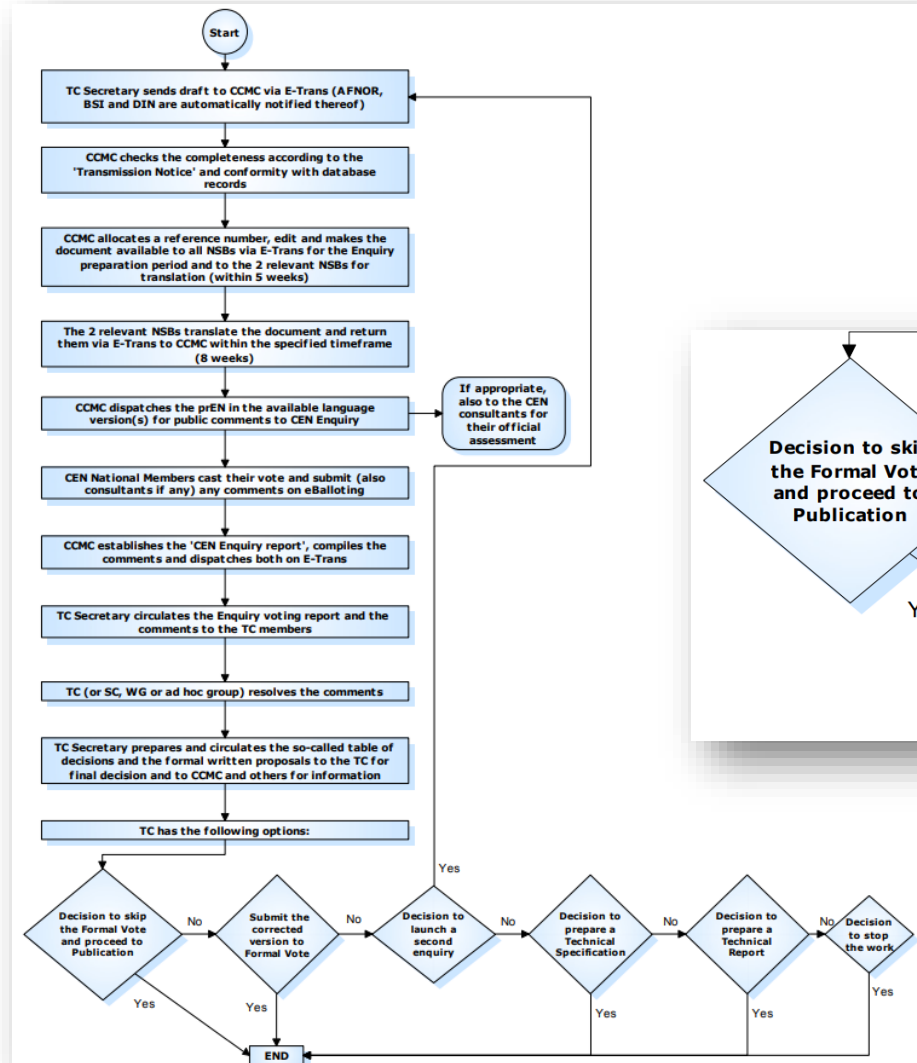 Start
TC Secretary sends draft to CCMC via E-Trans (AFNOR,
BSI and DIN are automatically notified thereof)
CCMC checks the completeness according to the
'Transmission Notice' and conformity with database
records
CCMC allocates a reference number, edit and makes the
document available to all NSBs via E-Trans for the Enquiry
preparation period and to the 2 relevant NSBs for
translation (within 5 weeks)
The 2 relevant NSBs translate the document and return
them via E-Trans to CCMC within the specified timeframe
(8 weeks)
CCMC dispatches the prEN in the available language
version(s) for public comments to CEN Enquiry
If appropriate,
also to the CEN
consultants for
their official
assessment
CEN National Members cast their vote and submit (also
consultants if any) any comments on eBalloting
CCMC establishes the 'CEN Enquiry report', compiles the
comments and dispatches both on E-Trans
TC Secretary circulates the Enquiry voting report and the
comments to the TC members
TC (or SC, WG or ad hoc group) resolves the comments
TC Secretary prepares and circulates the so-called table of
decisions and the formal written proposals to the TC for
final decision and to CCMC and others for information
TC has the following options:
Yes
Decision to skip
the Formal Vote
and proceed to
Publication
No
Submit the
corrected
version to
Formal Vote
No
Decision to
launch a
second
enquiry
No
Decision to
prepare a
Technical
Specification
No
Decision to
prepare a
Technical
Report
No
Decision
to stop
the work
Yes
Yes
Yes
Yes
Yes
END
Decision to ski
the Formal Vot
and proceed to
Publication
Y